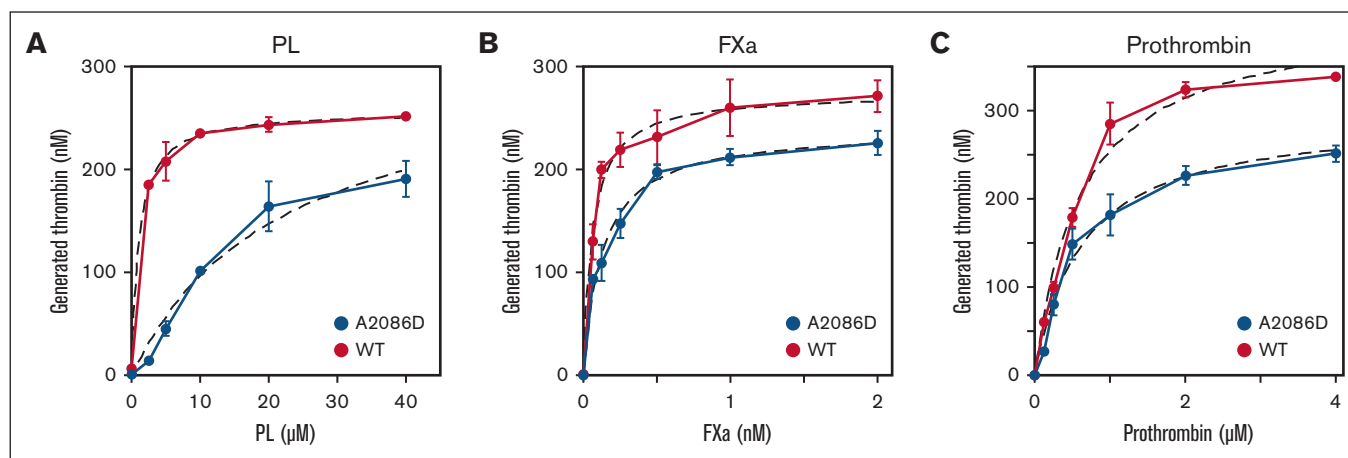 A
PL
Generated thrombin (nM)
300
200
100
0
A2086D
WT
0 10 20 30 40
PL (µM)
B
FXa
Generated thrombin (nM)
300
200
100
0
A2086D
WT
0 1 2
FXa (nM)
C
Prothrombin
Generated thrombin (nM)
300
200
100
0
A2086D
WT
0 2 4
Prothrombin (µM)